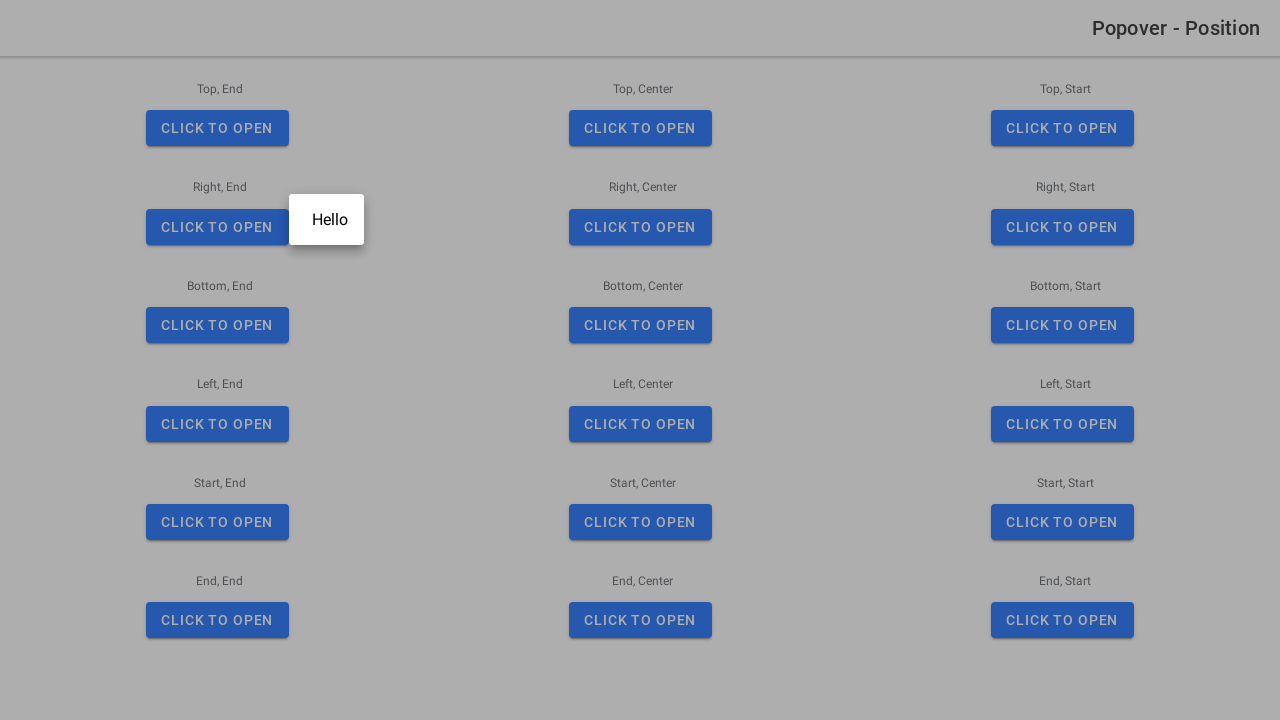 Popover - Position
Top, End
Top, Center
Top, Start
CLICK TO OPEN
CLICK TO OPEN
CLICK TO OPEN
Right, End
Right, Center
Right, Start
CLICK TO OPEN
Hello
CLICK TO OPEN
CLICK TO OPEN
Bottom, End
Bottom, Center
Bottom, Start
CLICK TO OPEN
CLICK TO OPEN
CLICK TO OPEN
Left, End
Left, Center
Left, Start
CLICK TO OPEN
CLICK TO OPEN
CLICK TO OPEN
Start, End
Start, Center
Start, Start
CLICK TO OPEN
CLICK TO OPEN
CLICK TO OPEN
End, End
End, Center
End, Start
CLICK TO OPEN
CLICK TO OPEN
CLICK TO OPEN